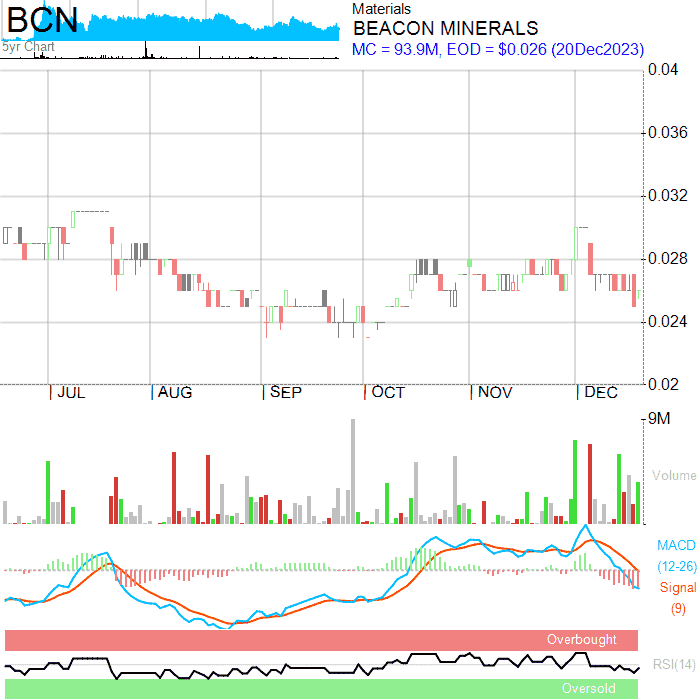 BCN
5yr Chart
Materials
BEACON MINERALS
MC = 93.9M, EOD = $0.026 (20Dec2023)
0.04
0.036
0.032
0.028
0.024
0.02
JUL AUG SEP OCT NOV DEC
9M
Volume
MACD
(12-26)
Signal
(9)
Overbought
RSI(14)
Oversold